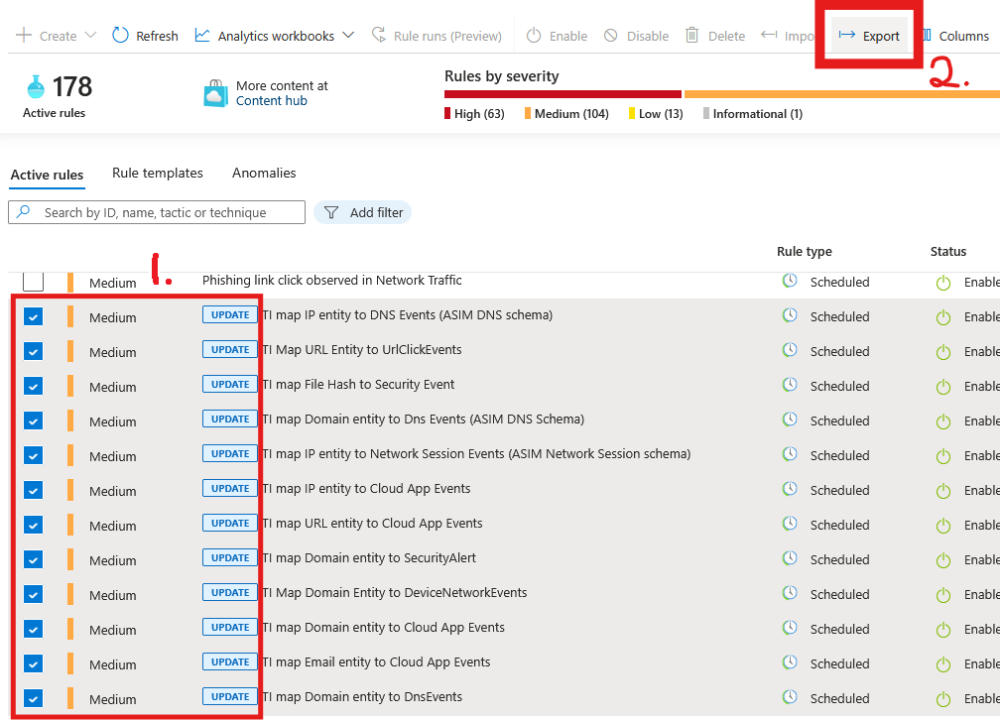 Create Refresh Analytics workbooks Rule runs (Preview) Enable Disable Delete Impo Export Columns
2.
178 More content at Rules by severity
Active rules Content hub
High (63) Medium (104) Low (13) Informational (1)
Active rules Rule templates Anomalies
Search by ID, name, tactic or technique Add filter
Rule type Status
1.
Medium Phishing link click observed in Network Traffic Scheduled Enable
Medium UPDATE TI map IP entity to DNS Events (ASIM DNS schema) Scheduled Enable
Medium UPDATE TI Map URL Entity to UrlClickEvents Scheduled Enable
Medium UPDATE TI map File Hash to Security Event Scheduled Enable
Medium UPDATE TI map Domain entity to Dns Events (ASIM DNS Schema) Scheduled Enable
Medium UPDATE TI map IP entity to Network Session Events (ASIM Network Session schema) Scheduled Enable
Medium UPDATE TI map IP entity to Cloud App Events Scheduled Enable
Medium UPDATE TI map URL entity to Cloud App Events Scheduled Enable
Medium UPDATE TI map Domain entity to SecurityAlert Scheduled Enable
Medium UPDATE TI Map Domain Entity to DeviceNetworkEvents Scheduled Enable
Medium UPDATE TI map Domain entity to Cloud App Events Scheduled Enable
Medium UPDATE TI map Email entity to Cloud App Events Scheduled Enable
Medium UPDATE TI map Domain entity to DnsEvents Scheduled Enable